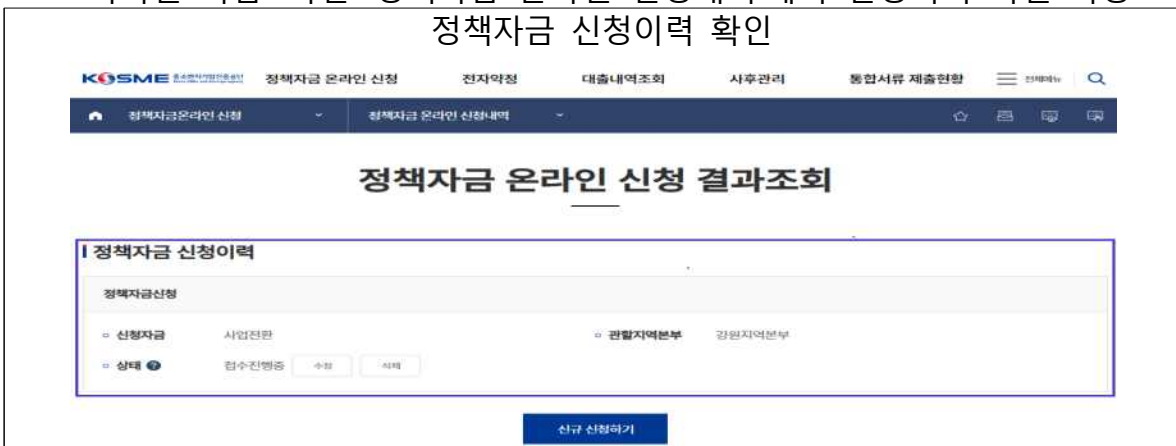 정책자금 신청이력 확인
KOSME 정책자금 온라인 신청 전자약정 대출내역조회 사후관리 통합서류 제출현황 전체메뉴
정책자금온라인 신청 정책자금 온라인 신청내역
정책자금 온라인 신청 결과조회
정책자금 신청이력
정책자금신청
신청자금 사업전환 관할지역본부 강원지역본부
상태 접수진행중 수정 삭제
신규 신청하기